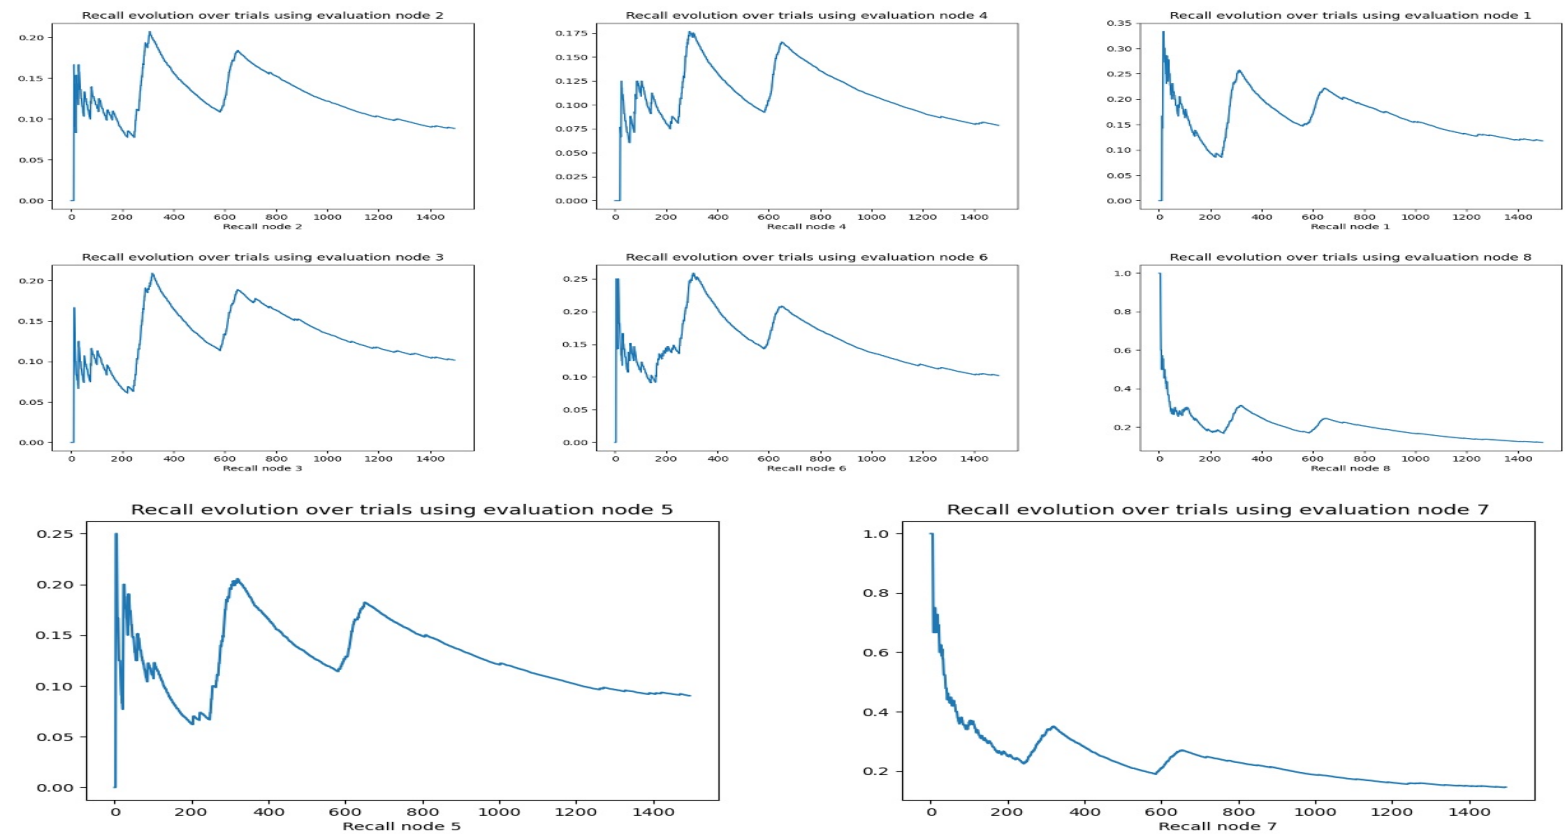 Recall evolution over trials using evaluation node 2
0.20
0.15
0.10
0.05
0.00
0 200 400 600 800 1000 1200 1400
Recall node 2
Recall evolution over trials using evaluation node 4
0.175
0.150
0.125
0.100
0.075
0.050
0.025
0.000
0 200 400 600 800 1000 1200 1400
Recall node 4
Recall evolution over trials using evaluation node 1
0.35
0.30
0.25
0.20
0.15
0.10
0.05
0.00
0 200 400 600 800 1000 1200 1400
Recall node 1
Recall evolution over trials using evaluation node 3
0.20
0.15
0.10
0.05
0.00
0 200 400 600 800 1000 1200 1400
Recall node 3
Recall evolution over trials using evaluation node 6
0.25
0.20
0.15
0.10
0.05
0.00
0 200 400 600 800 1000 1200 1400
Recall node 6
Recall evolution over trials using evaluation node 8
1.0
0.8
0.6
0.4
0.2
0 200 400 600 800 1000 1200 1400
Recall node 8
Recall evolution over trials using evaluation node 5
0.25
0.20
0.15
0.10
0.05
0.00
0 200 400 600 800 1000 1200 1400
Recall node 5
Recall evolution over trials using evaluation node 7
1.0
0.8
0.6
0.4
0.2
0 200 400 600 800 1000 1200 1400
Recall node 7